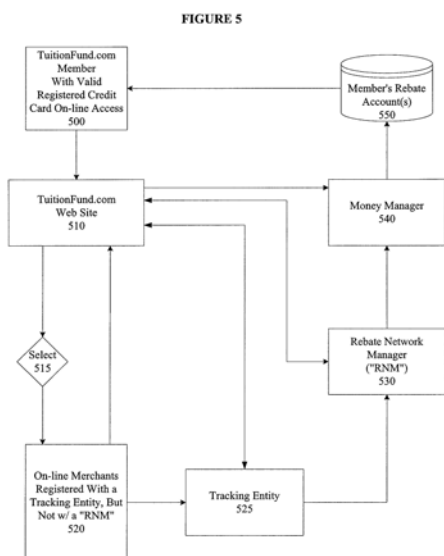 FIGURE 5
TuitionFund.com
Member
With Valid
Registered Credit
Card On-line Access
500
Member's Rebate
Account(s)
550
TuitionFund.com
Web Site
510
Money Manager
540
Select
515
Rebate Network
Manager
("RNM")
530
On-line Merchants
Registered With a
Tracking Entity, But
Not w/ a "RNM"
520
Tracking Entity
525